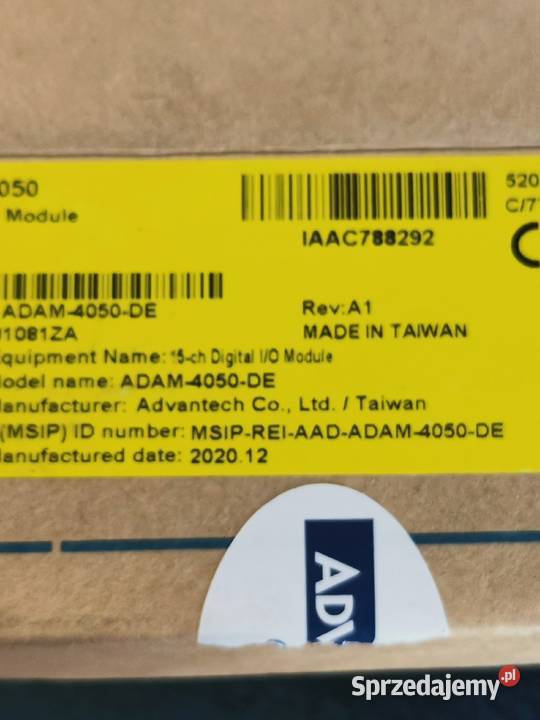 050
Module
IAAC788292
520
C/7
ADAM-4050-DE
01081ZA
Rev:A1
MADE IN TAIWAN
quipment Name: 15-ch Digital I/O Module
odel name: ADAM-4050-DE
anufacturer: Advantech Co., Ltd. / Taiwan
(MSIP) ID number: MSIP-REI-AAD-ADAM-4050-DE
anufactured date: 2020.12
ADV
Sprzedajemy.pl